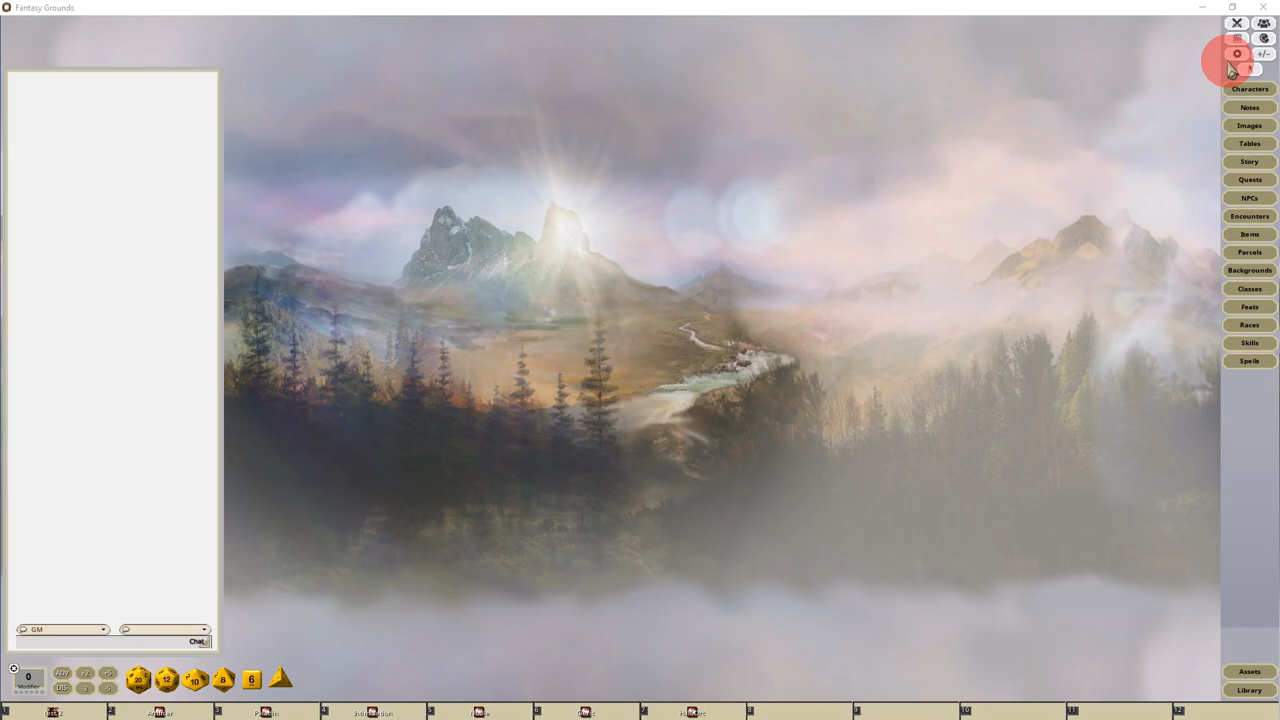 Fantasy Grounds
+/-
Characters
Notes
Images
Tables
Story
Quests
NPCs
Encounters
Items
Parcels
Backgrounds
Classes
Feats
Races
Skills
Spells
GM
Chat
0
Modifier
ADV +2 +5
DIS -2 -5
20 12 10 8 6
Assets
Library
1 2 3 4 5 6 7 8 9 10 11 12
Intimidation